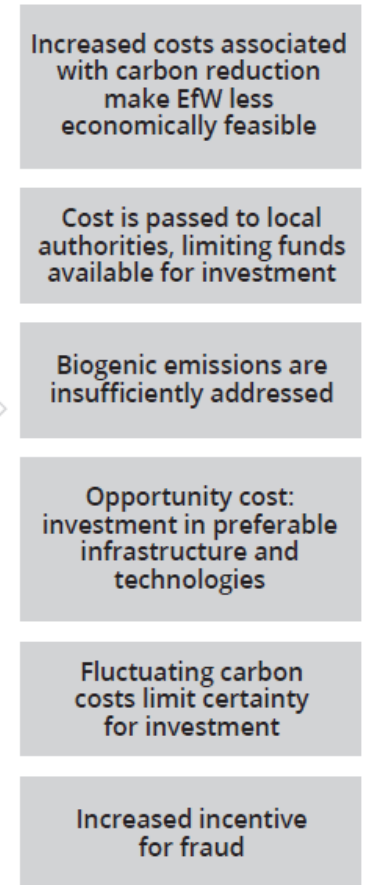 Increased costs associated
with carbon reduction
make EfW less
economically feasible
Cost is passed to local
authorities, limiting funds
available for investment
Biogenic emissions are
insufficiently addressed
Opportunity cost:
investment in preferable
infrastructure and
technologies
Fluctuating carbon
costs limit certainty
for investment
Increased incentive
for fraud